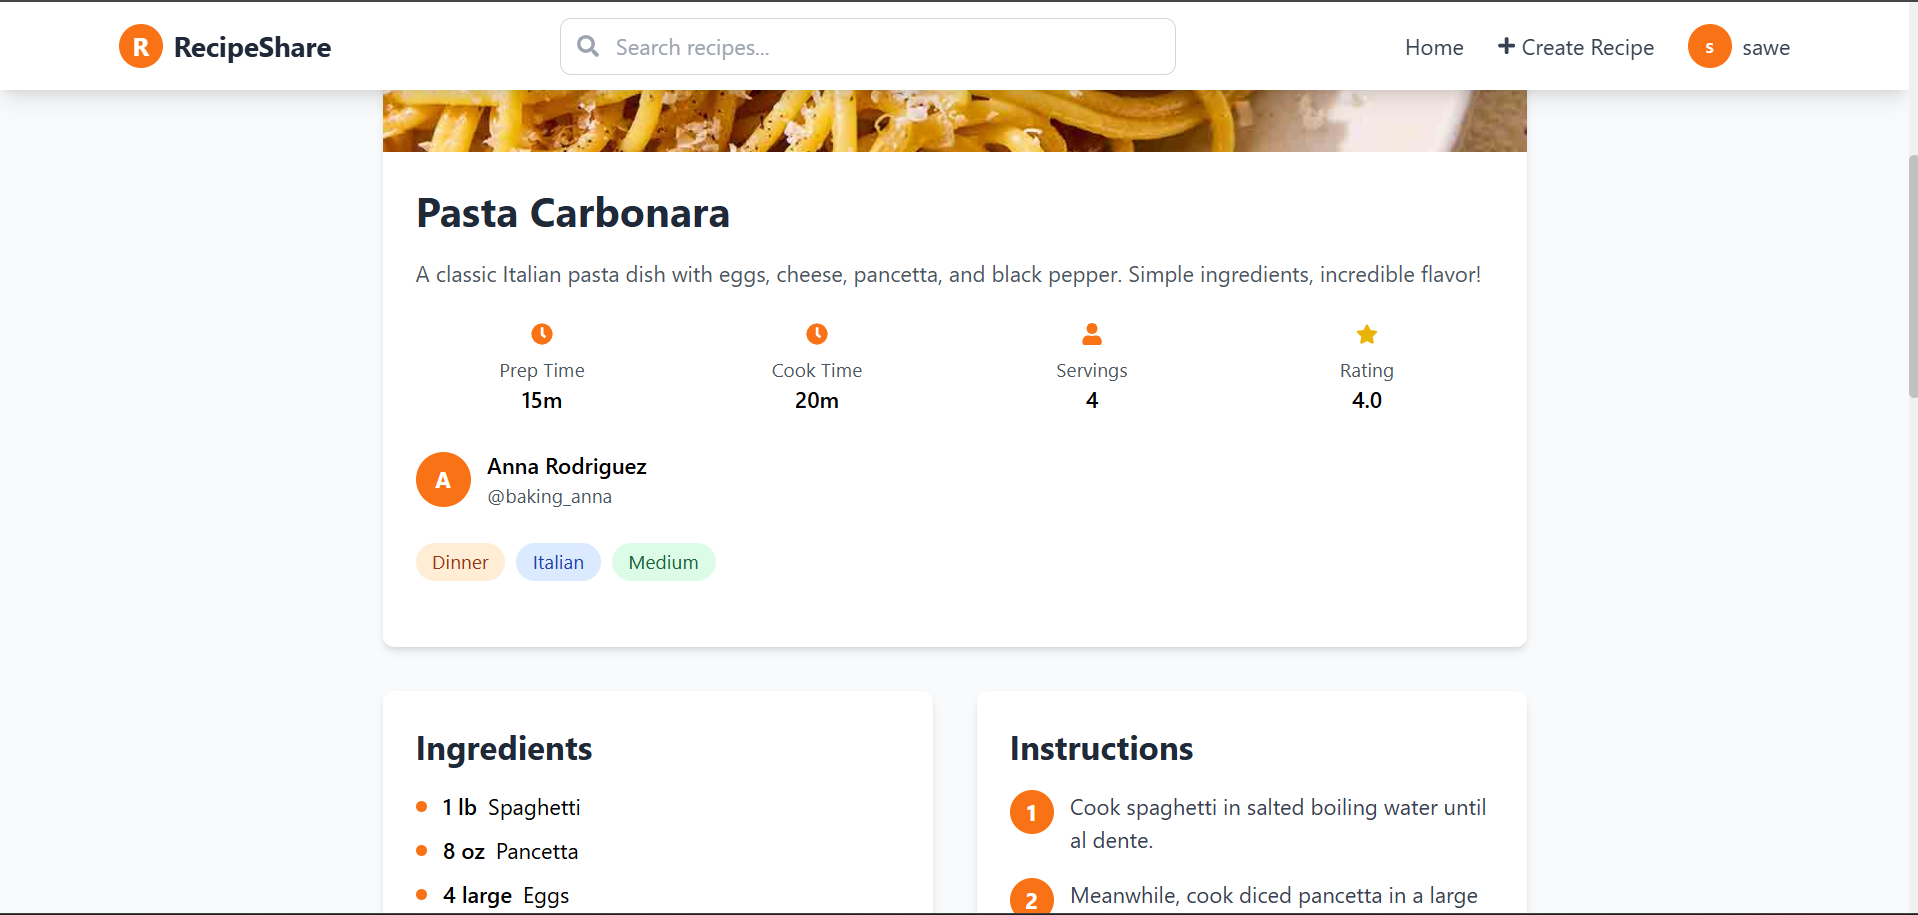 R RecipeShare
Search recipes...
Home
Create Recipe
s sawe
Pasta Carbonara
A classic Italian pasta dish with eggs, cheese, pancetta, and black pepper. Simple ingredients, incredible flavor!
Prep Time
15m
Cook Time
20m
Servings
4
Rating
4.0
A
Anna Rodriguez
@baking_anna
Dinner
Italian
Medium
Ingredients
1 lb Spaghetti
8 oz Pancetta
4 large Eggs
Instructions
1 Cook spaghetti in salted boiling water until
al dente.
2 Meanwhile, cook diced pancetta in a large